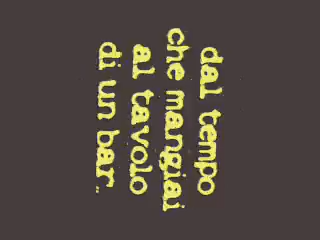 dal tempo
che mangiai
al tavolo
di un bar.